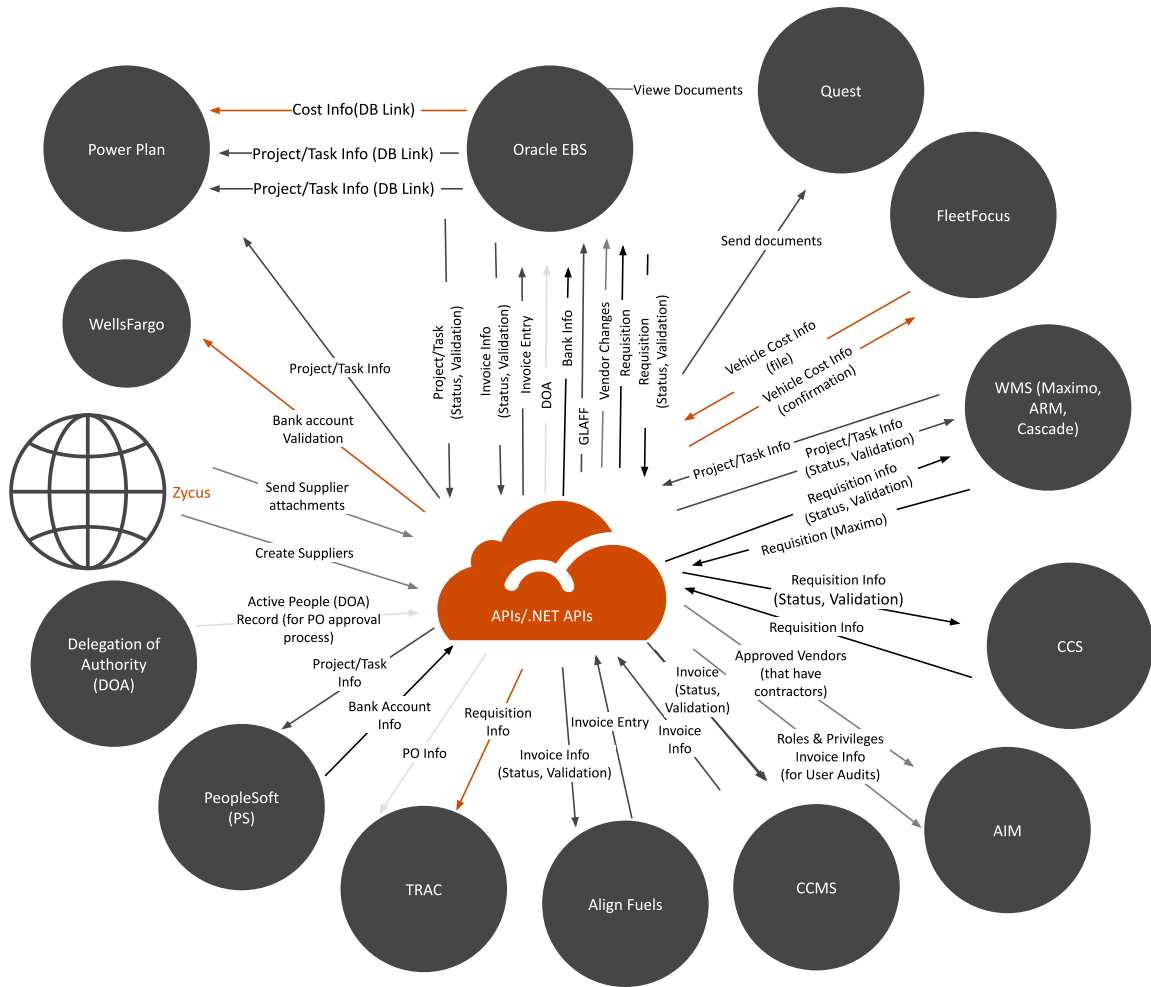 Viewe Documents
Quest
Cost Info(DB Link)
Power Plan
Oracle EBS
Project/Task Info (DB Link)
Project/Task Info (DB Link)
FleetFocus
Send documents
WellsFargo
Project/Task
(Status, Validation)
Invoice Info
(Status, Validation)
Invoice Entry
DOA
Bank Info
GLAFF
Vendor Changes
Requisition
Requisition
(Status, Validation)
Vehicle Cost Info
(file)
Vehicle Cost Info
(confirmation)
Project/Task Info
Bank account
Validation
WMS (Maximo,
ARM,
Cascade)
Project/Task Info
Project/Task Info
(Status, Validation)
Requisition info
(Status, Validation)
Requisition (Maximo)
Zycus
Send Supplier
attachments
Create Suppliers
APIs/.NET APIs
Requisition Info
(Status, Validation)
Requisition Info
CCS
Active People (DOA)
Record (for PO approval
process)
Delegation of
Authority
(DOA)
Project/Task
Info
Bank Account
Info
PO Info
Requisition
Info
Invoice Info
(Status, Validation)
Invoice Entry
Invoice
(Status,
Validation)
Invoice
Info
Approved Vendors
(that have
contractors)
Roles & Privileges
Invoice Info
(for User Audits)
PeopleSoft
(PS)
TRAC
Align Fuels
CCMS
AIM